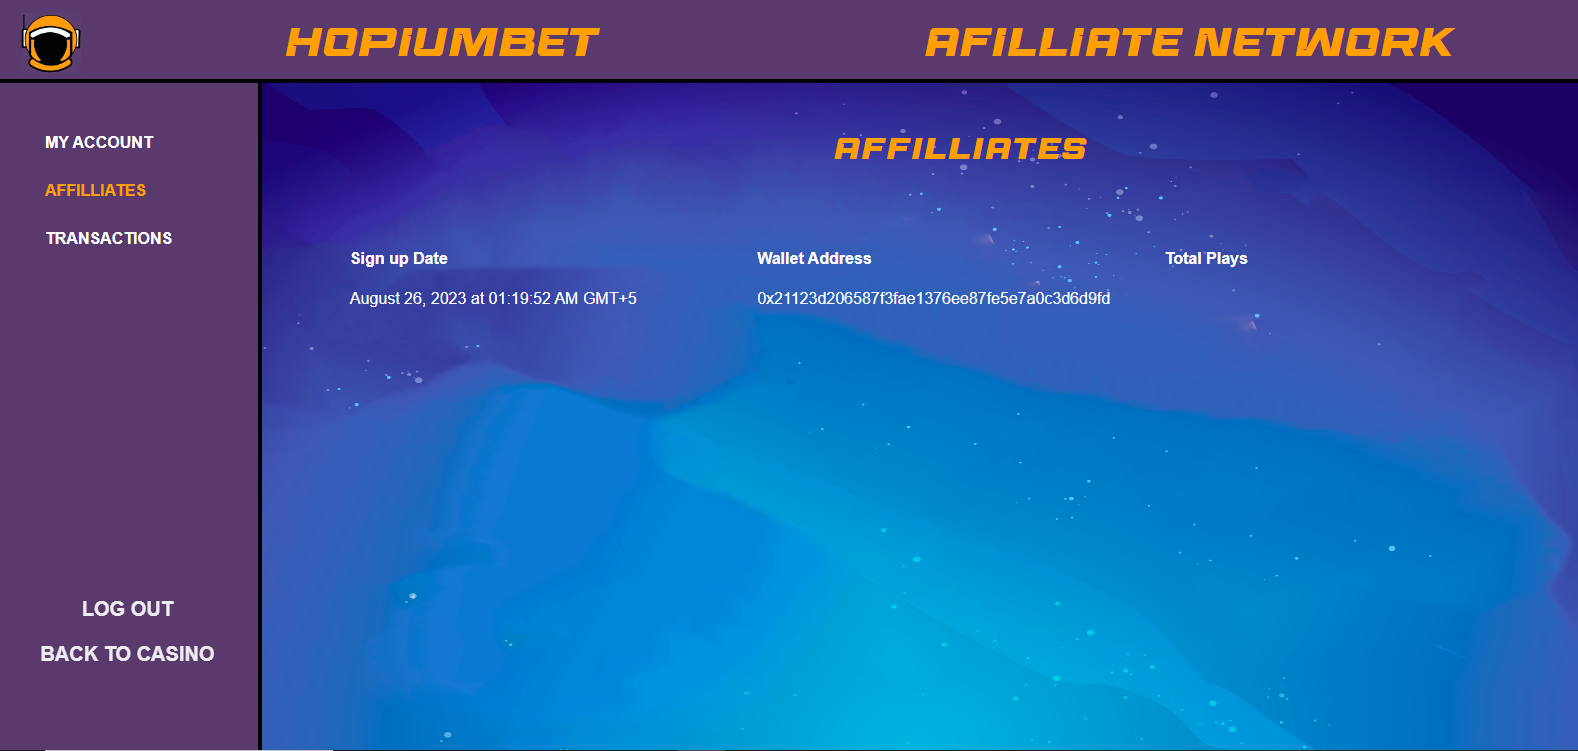 HOPIUMBET
AFILLIATE NETWORK
MY ACCOUNT
AFFILLIATES
TRANSACTIONS
LOG OUT
BACK TO CASINO
AFFILLIATES
Sign up Date Wallet Address Total Plays
August 26, 2023 at 01:19:52 AM GMT+5 0x21123d206587f3fae1376ee87fe5e7a0c3d6d9fd